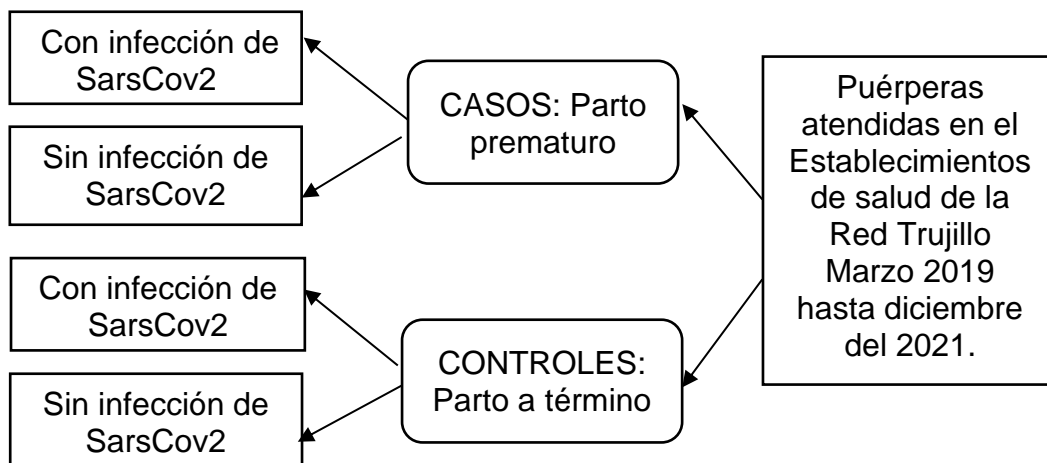 Con infección de
SarsCov2
Sin infección de
SarsCov2
Con infección de
SarsCov2
Sin infección de
SarsCov2
CASOS: Parto
prematuro
CONTROLES:
Parto a término
Puérperas
atendidas en el
Establecimientos
de salud de la
Red Trujillo
Marzo 2019
hasta diciembre
del 2021.